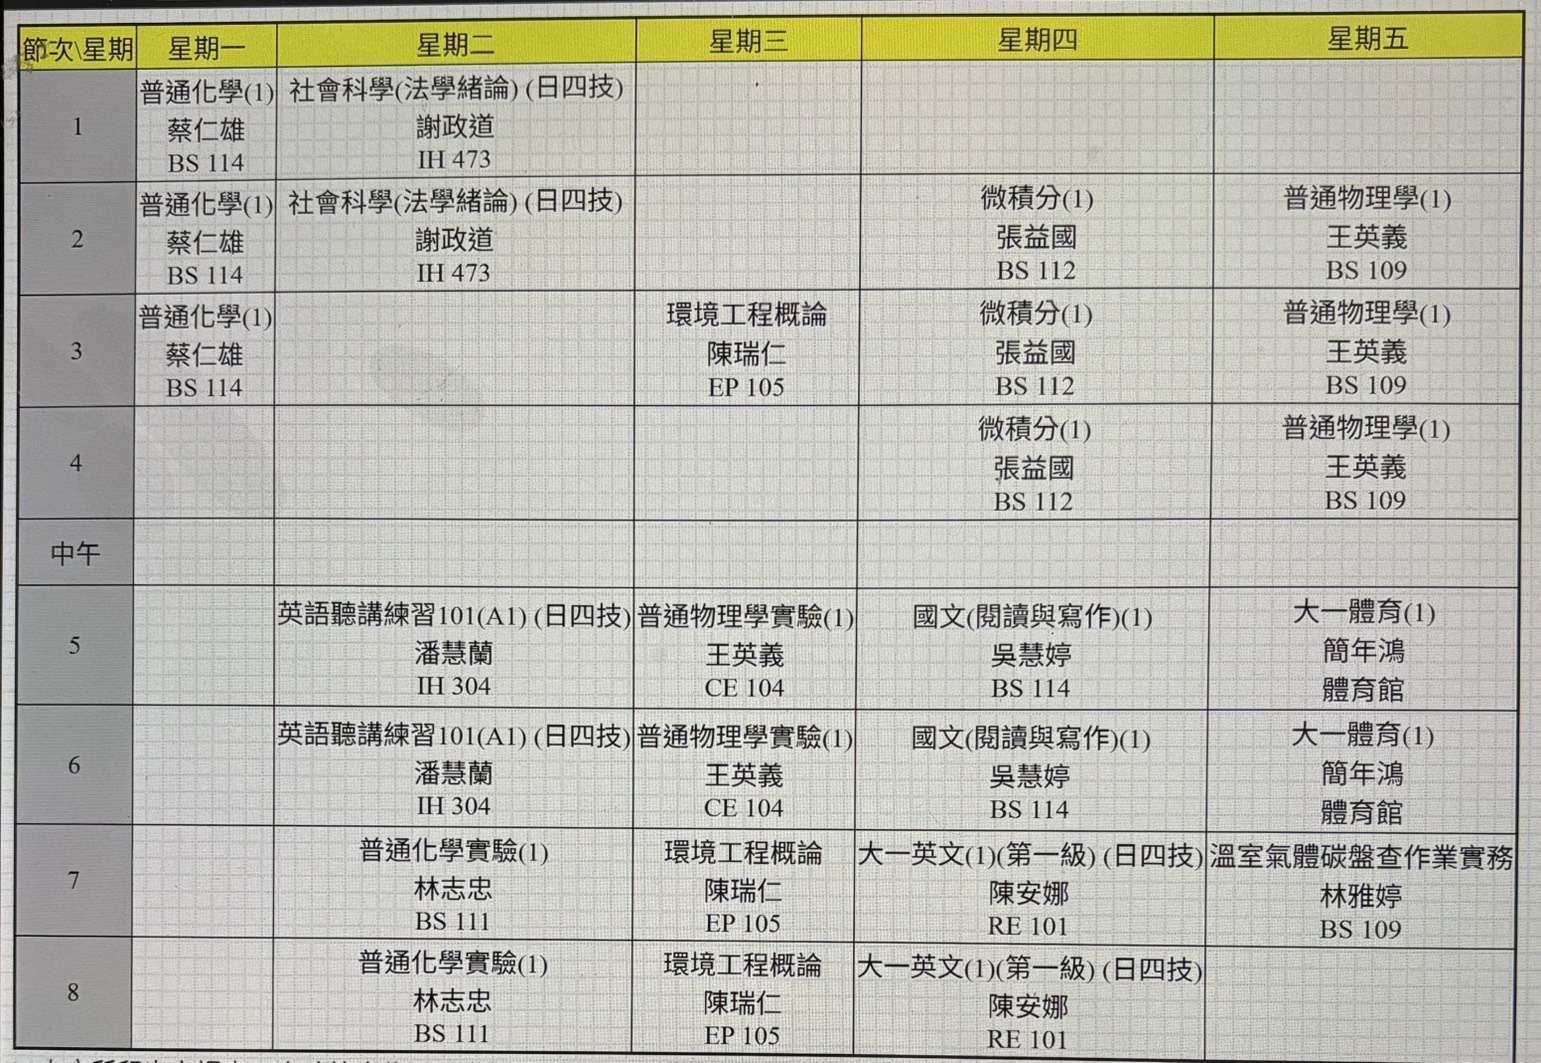 節次\星期 星期一 星期二 星期三 星期四 星期五
1
普通化學(1)
蔡仁雄
BS 114
社會科學(法學緒論) (日四技)
謝政道
IH 473
2
普通化學(1)
蔡仁雄
BS 114
社會科學(法學緒論) (日四技)
謝政道
IH 473
微積分(1)
張益國
BS 112
普通物理學(1)
王英義
BS 109
3
普通化學(1)
蔡仁雄
BS 114
環境工程概論
陳瑞仁
EP 105
微積分(1)
張益國
BS 112
普通物理學(1)
王英義
BS 109
4
微積分(1)
張益國
BS 112
普通物理學(1)
王英義
BS 109
中午
5
英語聽講練習101(A1) (日四技)
潘慧蘭
IH 304
普通物理學實驗(1)
王英義
CE 104
國文(閱讀與寫作)(1)
吳慧婷
BS 114
大一體育(1)
簡年鴻
體育館
6
英語聽講練習101(A1) (日四技)
潘慧蘭
IH 304
普通物理學實驗(1)
王英義
CE 104
國文(閱讀與寫作)(1)
吳慧婷
BS 114
大一體育(1)
簡年鴻
體育館
7
普通化學實驗(1)
林志忠
BS 111
環境工程概論
陳瑞仁
EP 105
大一英文(1)(第一級) (日四技)
陳安娜
RE 101
溫室氣體碳盤查作業實務
林雅婷
BS 109
8
普通化學實驗(1)
林志忠
BS 111
環境工程概論
陳瑞仁
EP 105
大一英文(1)(第一級) (日四技)
陳安娜
RE 101